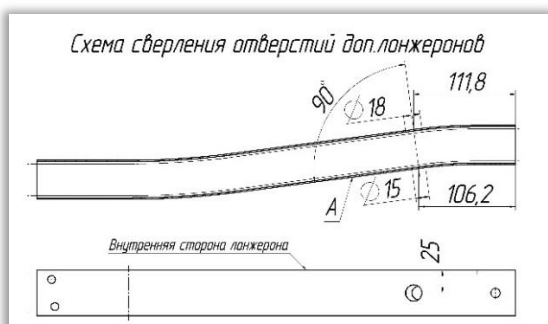 Схема сверления отверстий доп.лонжеронов
111,8
90°
⌀ 18
⌀ 15
А
106,2
Внутренняя сторона лонжерона
25